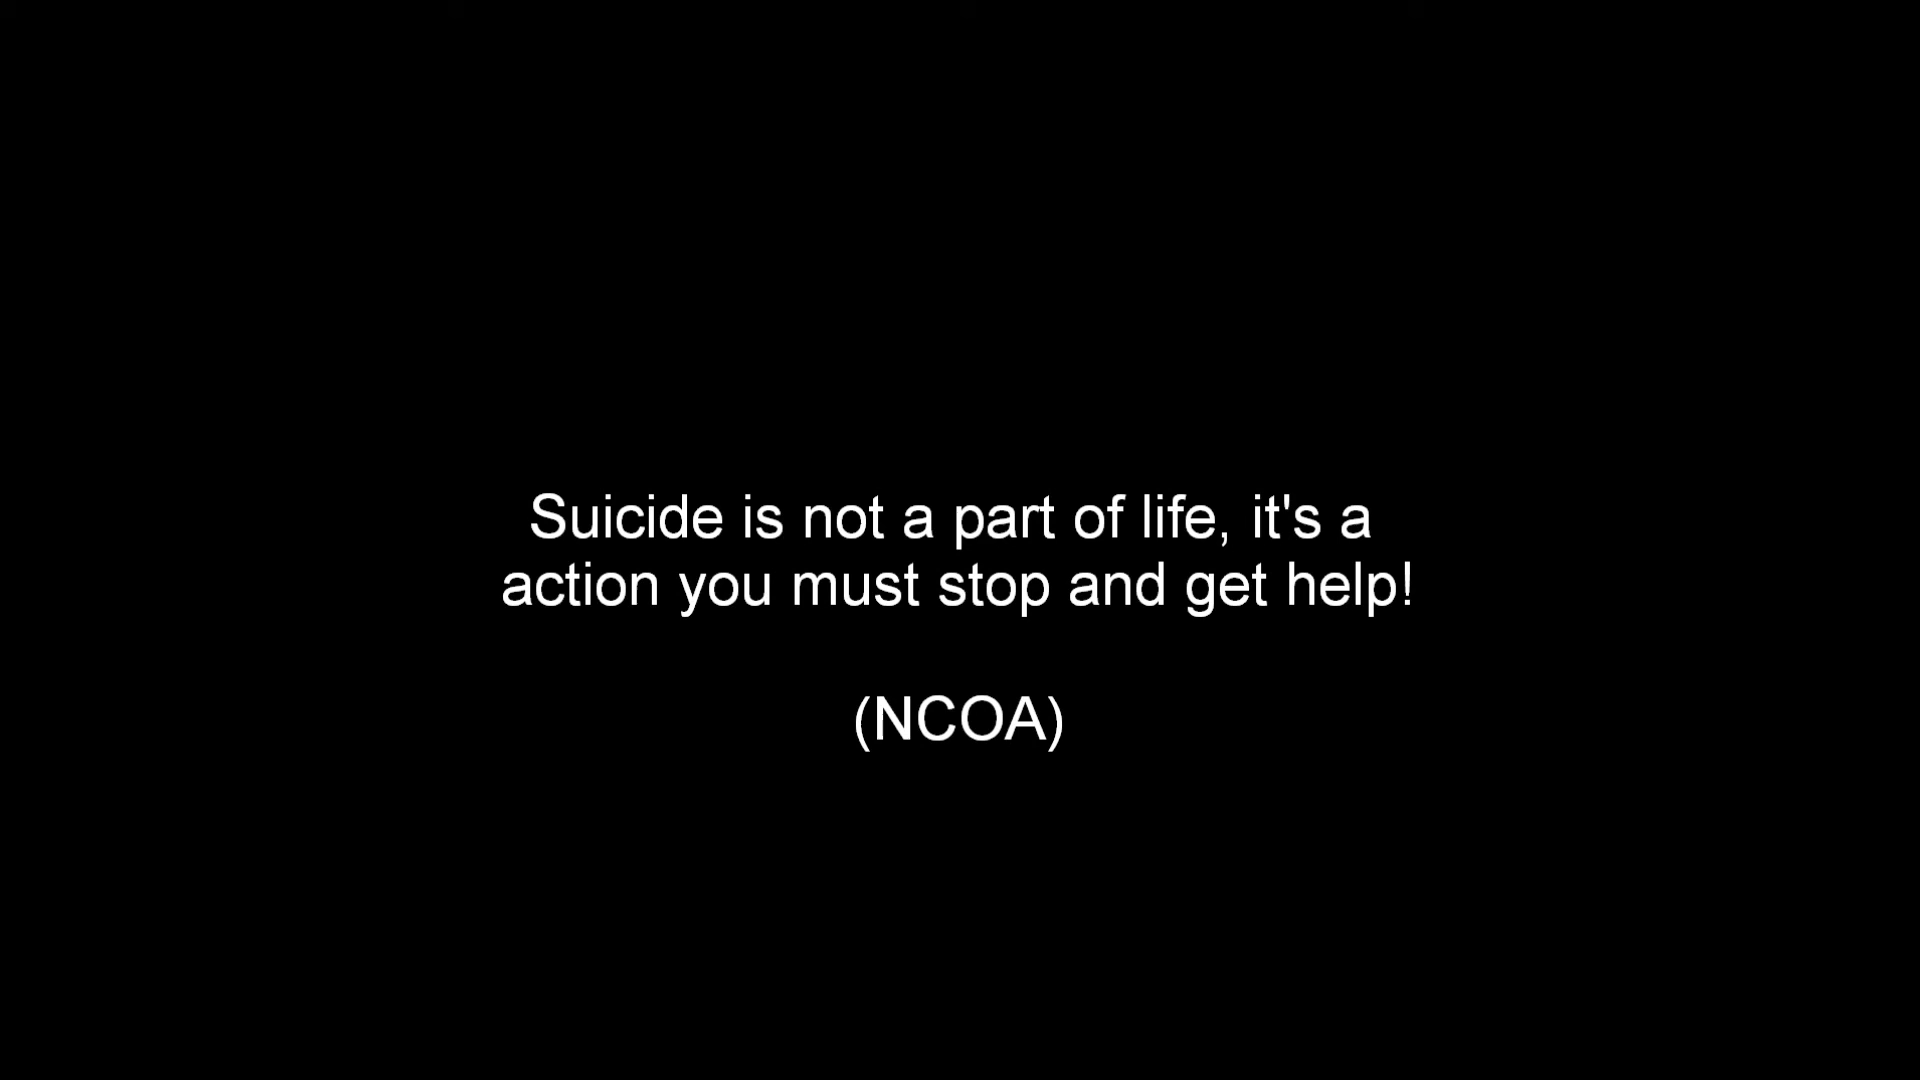 Suicide is not a part of life, it's a
action you must stop and get help!
(NCOA)